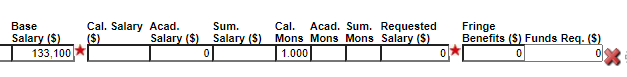 Base Cal. Salary Acad. Sum. Cal. Acad. Sum. Requested Fringe
Salary ($) ($) Salary ($) Salary ($) Mons Mons Mons Salary ($) Benefits ($) Funds Req. ($)
133,100 0 1.000 0 0 0